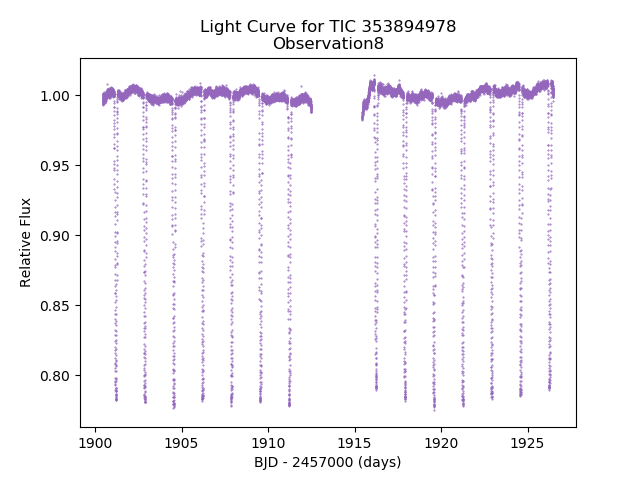 Light Curve for TIC 353894978
Observation8
1.00
0.95
0.90
0.85
0.80
Relative Flux
1900
1905
1910
1915
1920
1925
BJD - 2457000 (days)